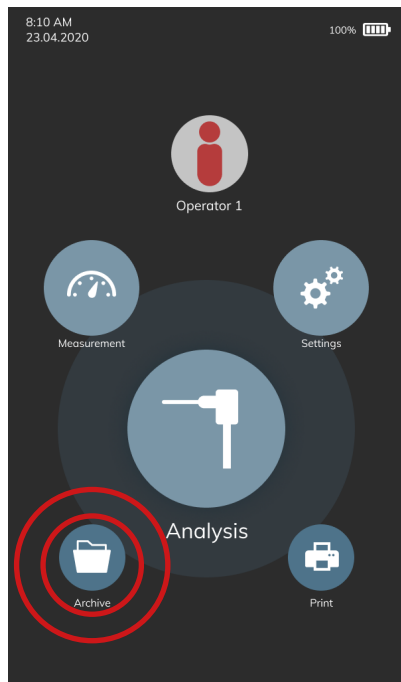 8:10 AM
23.04.2020
100%
Operator 1
Measurement
Settings
Analysis
Archive
Print